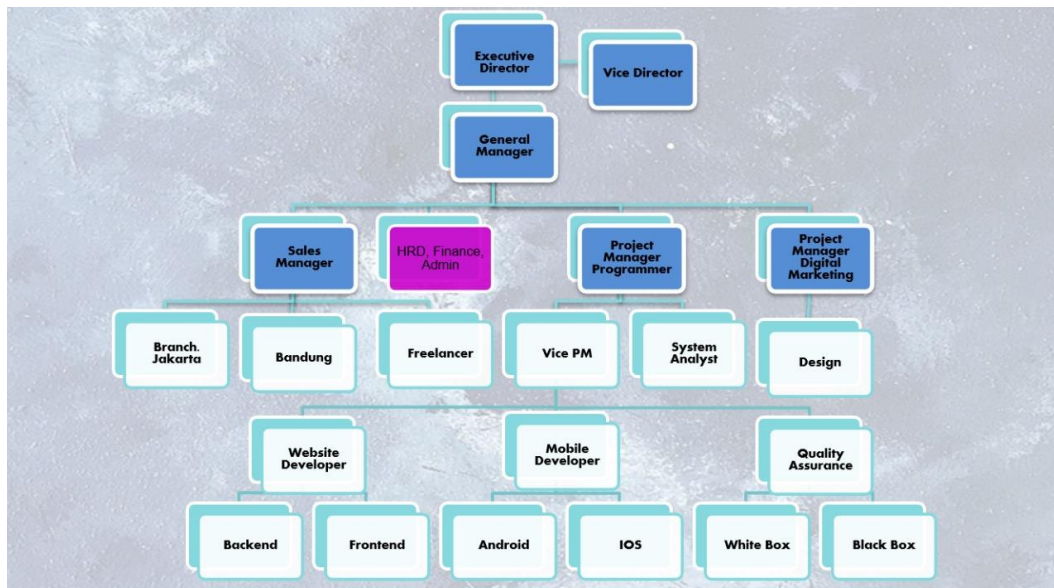 Executive
Director
Vice Director
General
Manager
Sales
Manager
HRD, Finance,
Admin
Project
Manager
Programmer
Project
Manager
Digital
Marketing
Branch.
Jakarta
Bandung
Freelancer
Vice PM
System
Analyst
Design
Website
Developer
Mobile
Developer
Quality
Assurance
Backend
Frontend
Android
IOS
White Box
Black Box